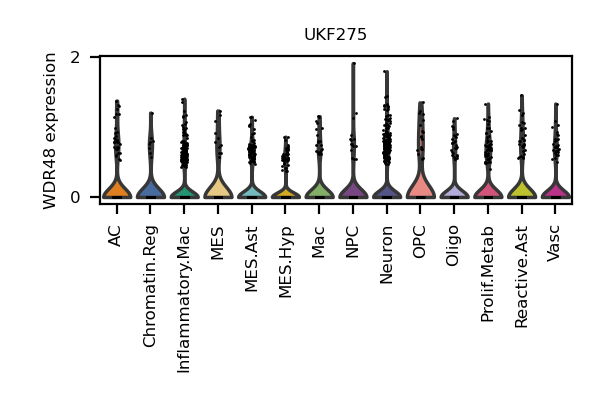 UKF275
WDR48 expression
2
0
AC
Chromatin.Reg
Inflammatory.Mac
MES
MES.Ast
MES.Hyp
Mac
NPC
Neuron
OPC
Oligo
Prolif.Metab
Reactive.Ast
Vasc